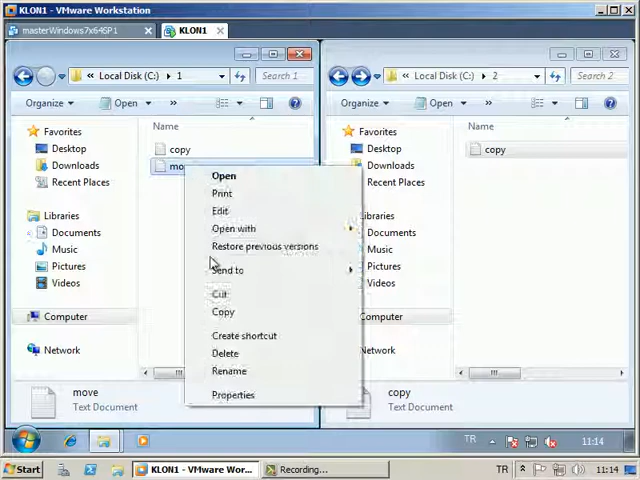 KLON1 - VMware Workstation
masterWindows7x64SP1
KLON1
Local Disk (C:) 1
Search 1
Local Disk (C:) 2
Search 2
Organize Open »
Organize Open »
Favorites
Desktop
Downloads
Recent Places
Libraries
Documents
Music
Pictures
Videos
Computer
Network
Name
copy
mo
Open
Print
Edit
Open with
Restore previous versions
Send to
Cut
Copy
Create shortcut
Delete
Rename
Properties
Favorites
Desktop
Downloads
Recent Places
Libraries
Documents
Music
Pictures
Videos
Computer
Network
Name
copy
move
Text Document
copy
Text Document
TR
11:14
Start
KLON1 - VMware Wor...
Recording...
TR
11:14